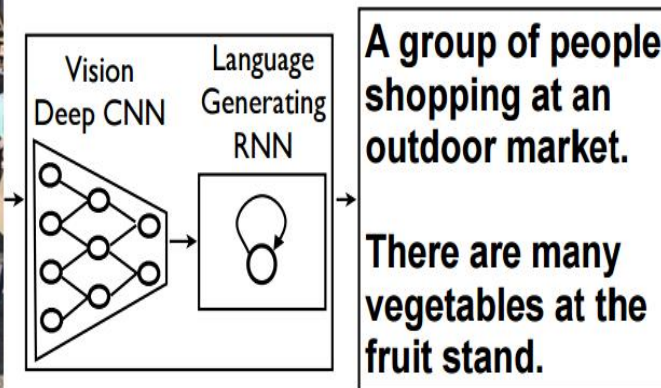 Vision
Deep CNN
Language
Generating
RNN
A group of people
shopping at an
outdoor market.
There are many
vegetables at the
fruit stand.